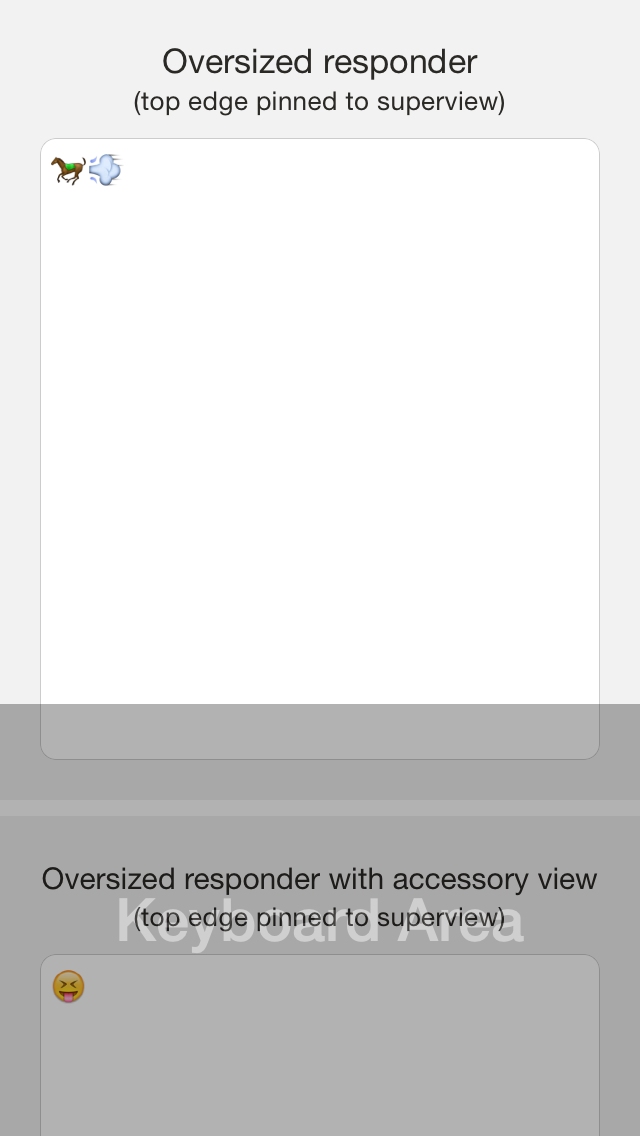 Oversized responder
(top edge pinned to superview)
🐎💨
Oversized responder with accessory view
(top edge pinned to superview)
Keyboard Area
😝